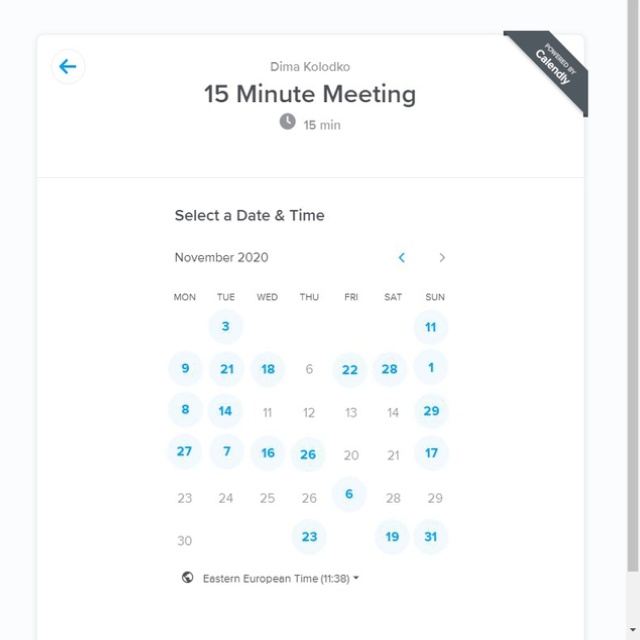 POWERED BY
Calendly
Dima Kolodko
15 Minute Meeting
15 min
Select a Date & Time
November 2020
MON TUE WED THU FRI SAT SUN
3 11
9 21 18 6 22 28 1
8 14 11 12 13 14 29
27 7 16 26 20 21 17
23 24 25 26 6 28 29
30 23 19 31
Eastern European Time (11:38)